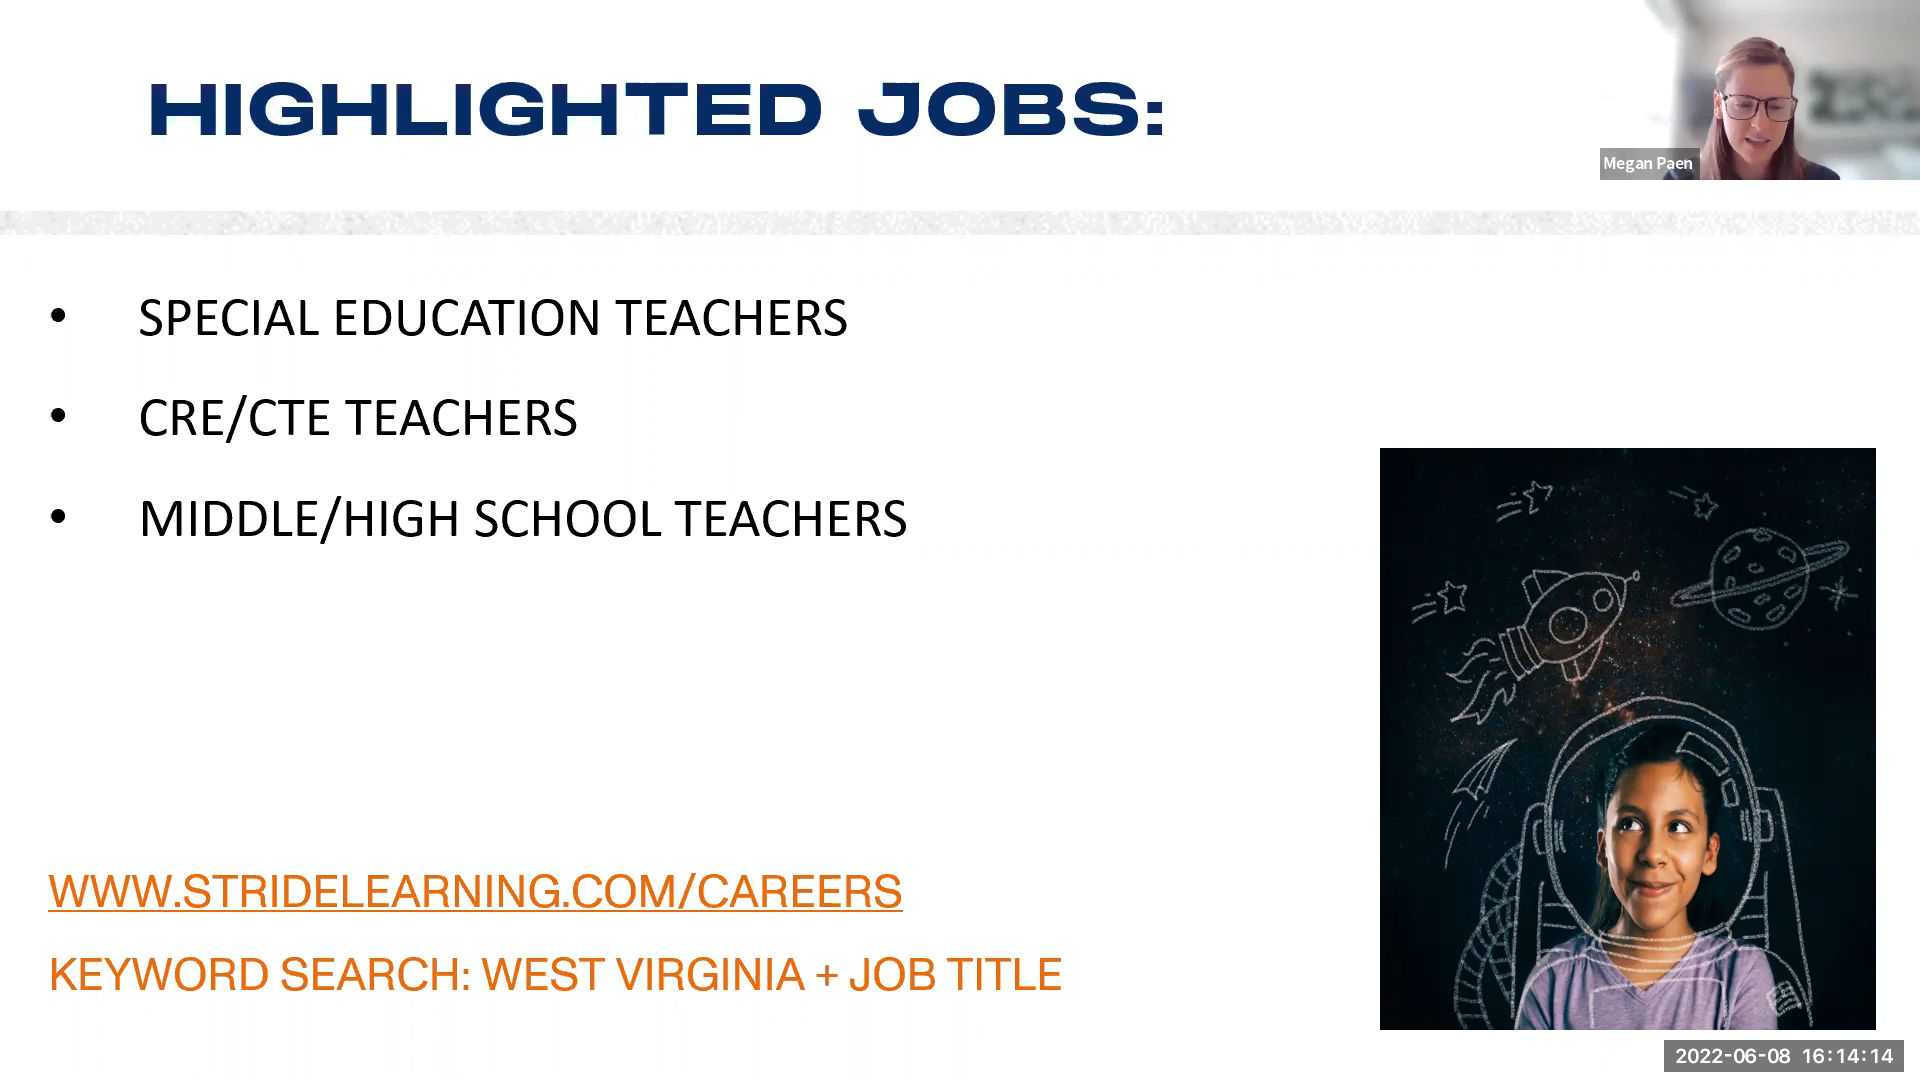 HIGHLIGHTED JOBS:
Megan Paen
• SPECIAL EDUCATION TEACHERS
• CRE/CTE TEACHERS
• MIDDLE/HIGH SCHOOL TEACHERS
WWW.STRIDELEARNING.COM/CAREERS
KEYWORD SEARCH: WEST VIRGINIA + JOB TITLE
2022-06-08 16:14:14